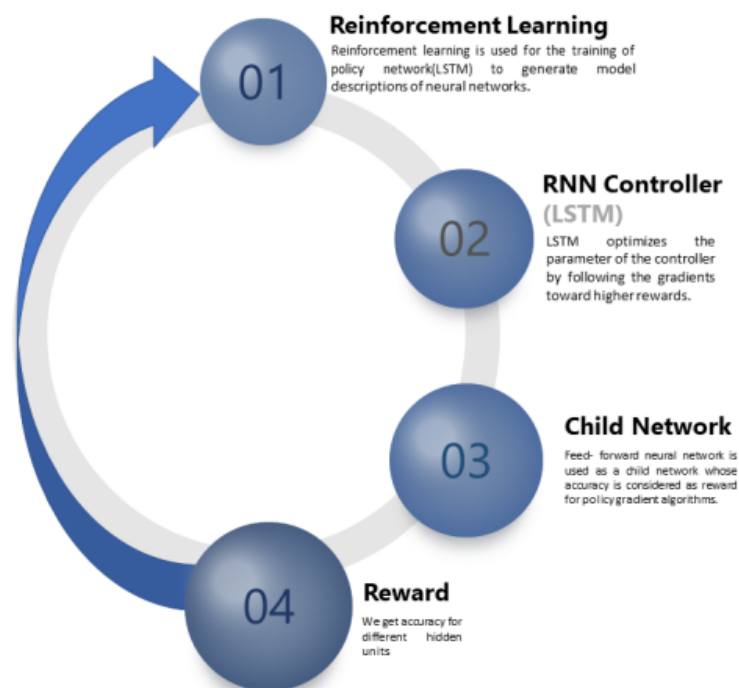 01
Reinforcement Learning
Reinforcement learning is used for the training of
policy network(LSTM) to generate model
descriptions of neural networks.
02
RNN Controller
(LSTM)
LSTM optimizes the
parameter of the controller
by following the gradients
toward higher rewards.
03
Child Network
Feed- forward neural network is
used as a child network whose
accuracy is considered as reward
for policy gradient algorithms.
04
Reward
We get accuracy for
different hidden
units